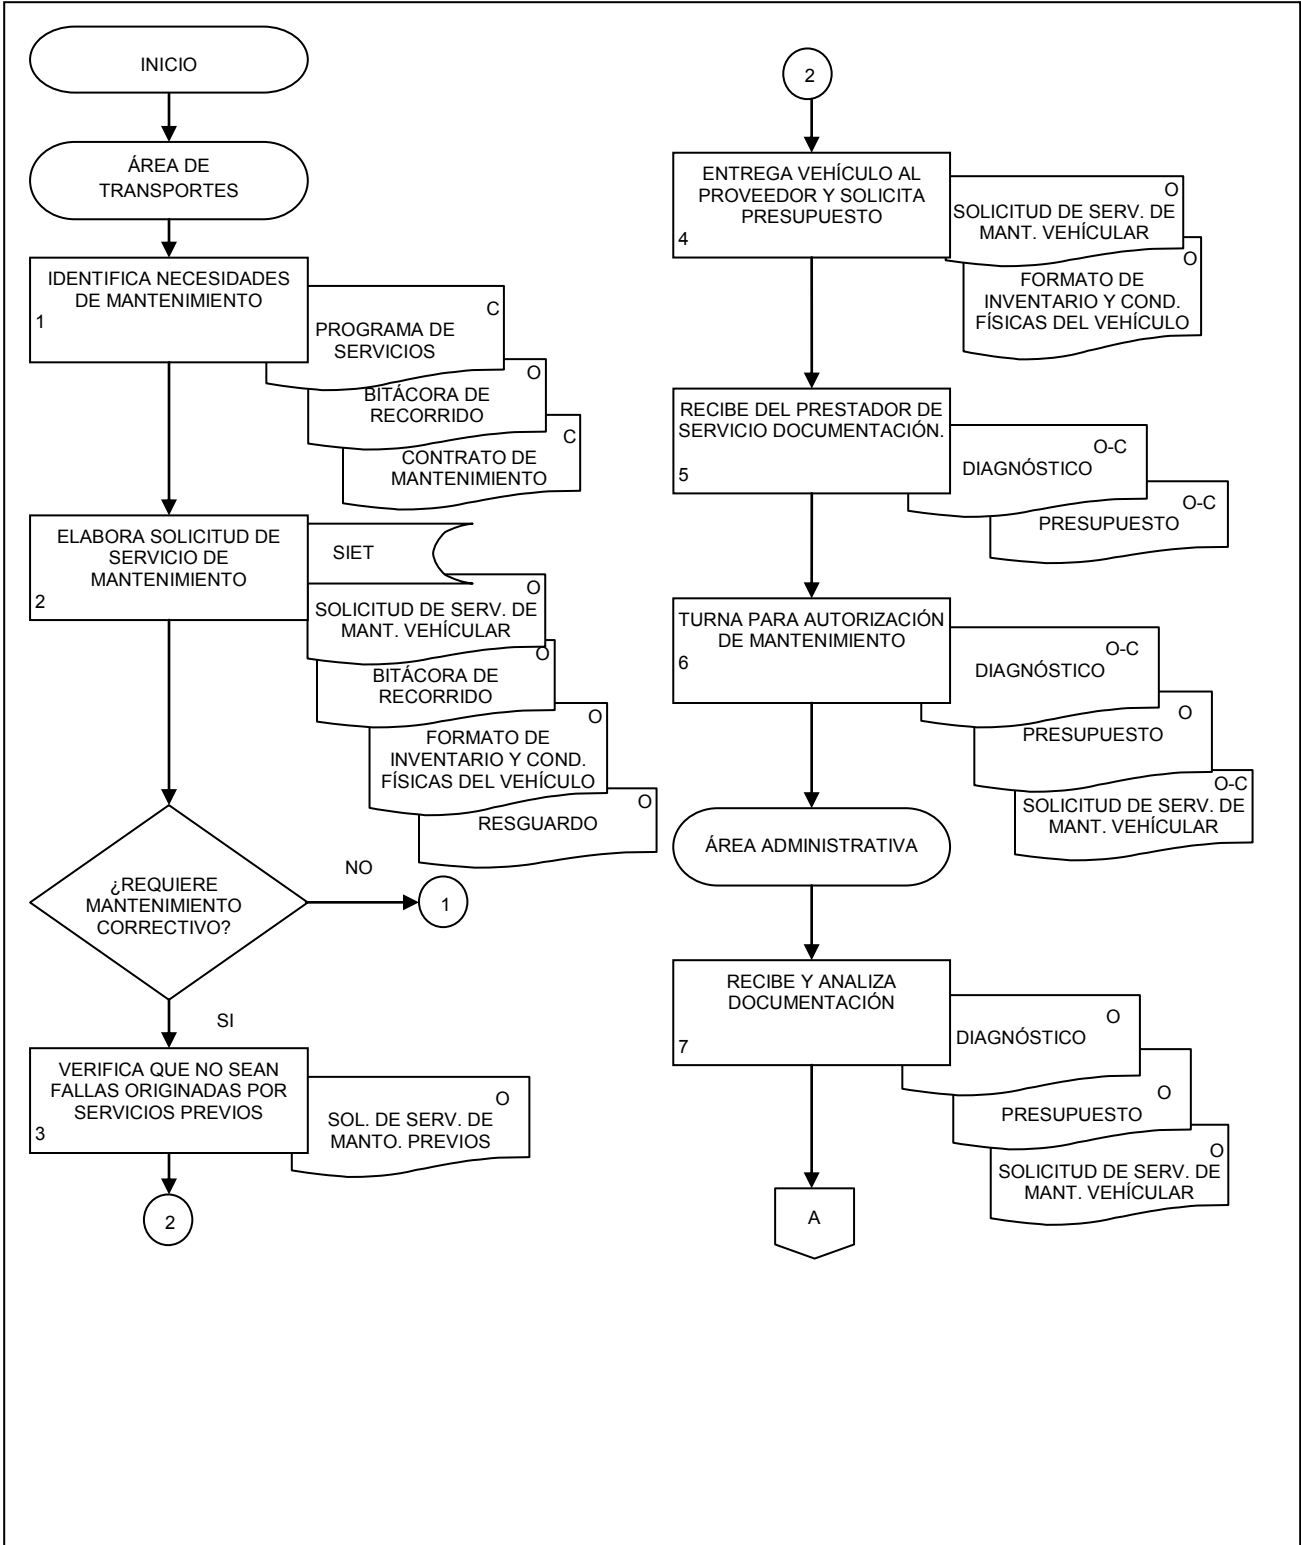 INICIO
ÁREA DE
TRANSPORTES
IDENTIFICA NECESIDADES
DE MANTENIMIENTO
1
C
PROGRAMA DE
SERVICIOS
O
BITÁCORA DE
RECORRIDO
C
CONTRATO DE
MANTENIMIENTO
ELABORA SOLICITUD DE
SERVICIO DE
MANTENIMIENTO
2
SIET
O
SOLICITUD DE SERV. DE
MANT. VEHÍCULAR
O
BITÁCORA DE
RECORRIDO
O
FORMATO DE
INVENTARIO Y COND.
FÍSICAS DEL VEHÍCULO
O
RESGUARDO
¿REQUIERE
MANTENIMIENTO
CORRECTIVO?
NO
1
SI
VERIFICA QUE NO SEAN
FALLAS ORIGINADAS POR
SERVICIOS PREVIOS
3
O
SOL. DE SERV. DE
MANTO. PREVIOS
2
2
ENTREGA VEHÍCULO AL
PROVEEDOR Y SOLICITA
PRESUPUESTO
4
O
SOLICITUD DE SERV. DE
MANT. VEHÍCULAR
O
FORMATO DE
INVENTARIO Y COND.
FÍSICAS DEL VEHÍCULO
RECIBE DEL PRESTADOR DE
SERVICIO DOCUMENTACIÓN.
5
O-C
DIAGNÓSTICO
O-C
PRESUPUESTO
TURNA PARA AUTORIZACIÓN
DE MANTENIMIENTO
6
O-C
DIAGNÓSTICO
O
PRESUPUESTO
O-C
SOLICITUD DE SERV. DE
MANT. VEHÍCULAR
ÁREA ADMINISTRATIVA
RECIBE Y ANALIZA
DOCUMENTACIÓN
7
O
DIAGNÓSTICO
O
PRESUPUESTO
O
SOLICITUD DE SERV. DE
MANT. VEHÍCULAR
A